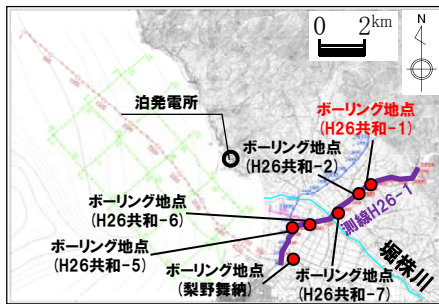 0 2km
N
泊発電所
ボーリング地点
(H26共和-1)
ボーリング地点
(H26共和-2)
ボーリング地点
(H26共和-6)
測線H26-1
ボーリング地点
(H26共和-5)
堀株川
ボーリング地点
(梨野舞納)
ボーリング地点
(H26共和-7)